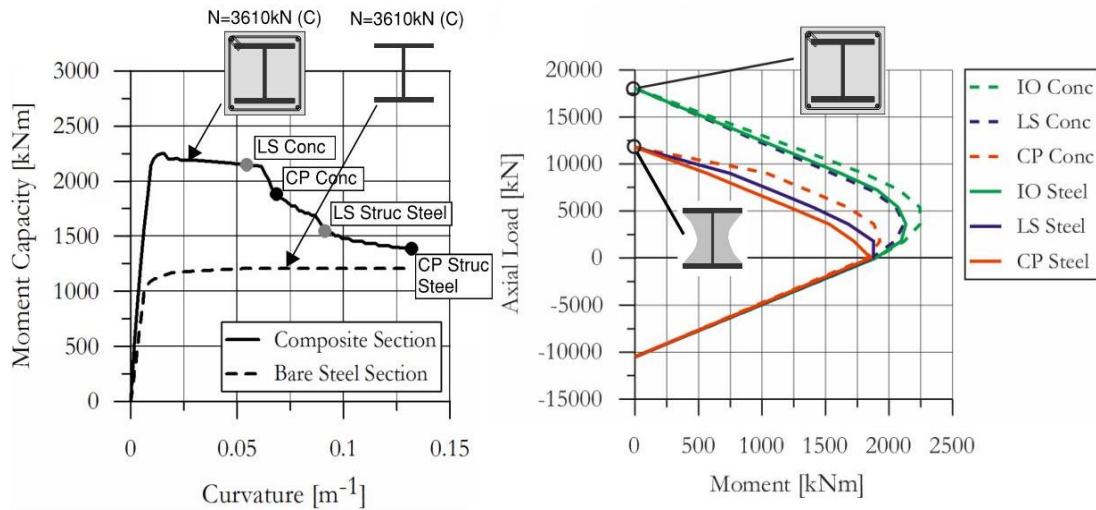 N=3610kN (C)
N=3610kN (C)
3000
2500
2000
1500
1000
500
0
Moment Capacity [kNm]
LS Conc
CP Conc
LS Struc Steel
CP Struc
Steel
Composite Section
Bare Steel Section
0
0.05
0.1
0.15
Curvature [m-1]
20000
15000
10000
5000
0
-5000
-10000
-15000
Axial Load [kN]
0
500
1000
1500
2000
2500
Moment [kNm]
IO Conc
LS Conc
CP Conc
IO Steel
LS Steel
CP Steel